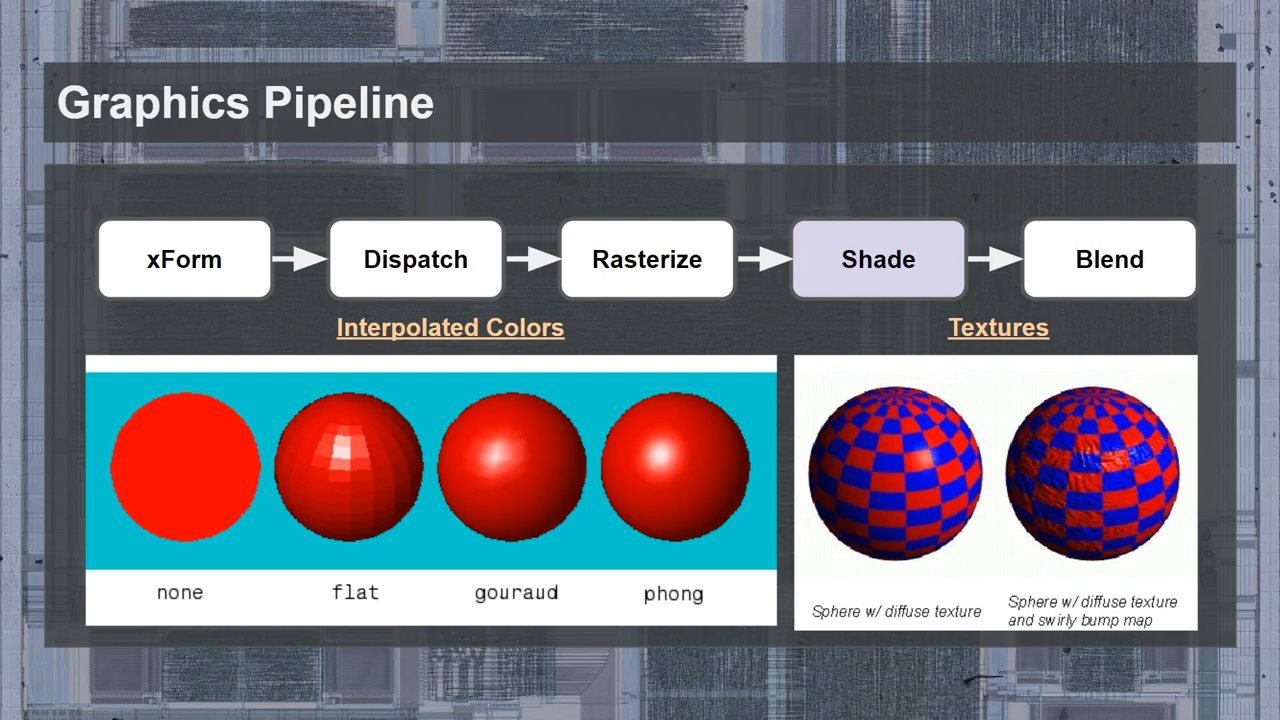 Graphics Pipeline
xForm
Dispatch
Rasterize
Shade
Blend
Interpolated Colors
Textures
none
flat
gouraud
phong
Sphere w/ diffuse texture
Sphere w/ diffuse texture
and swirly bump map